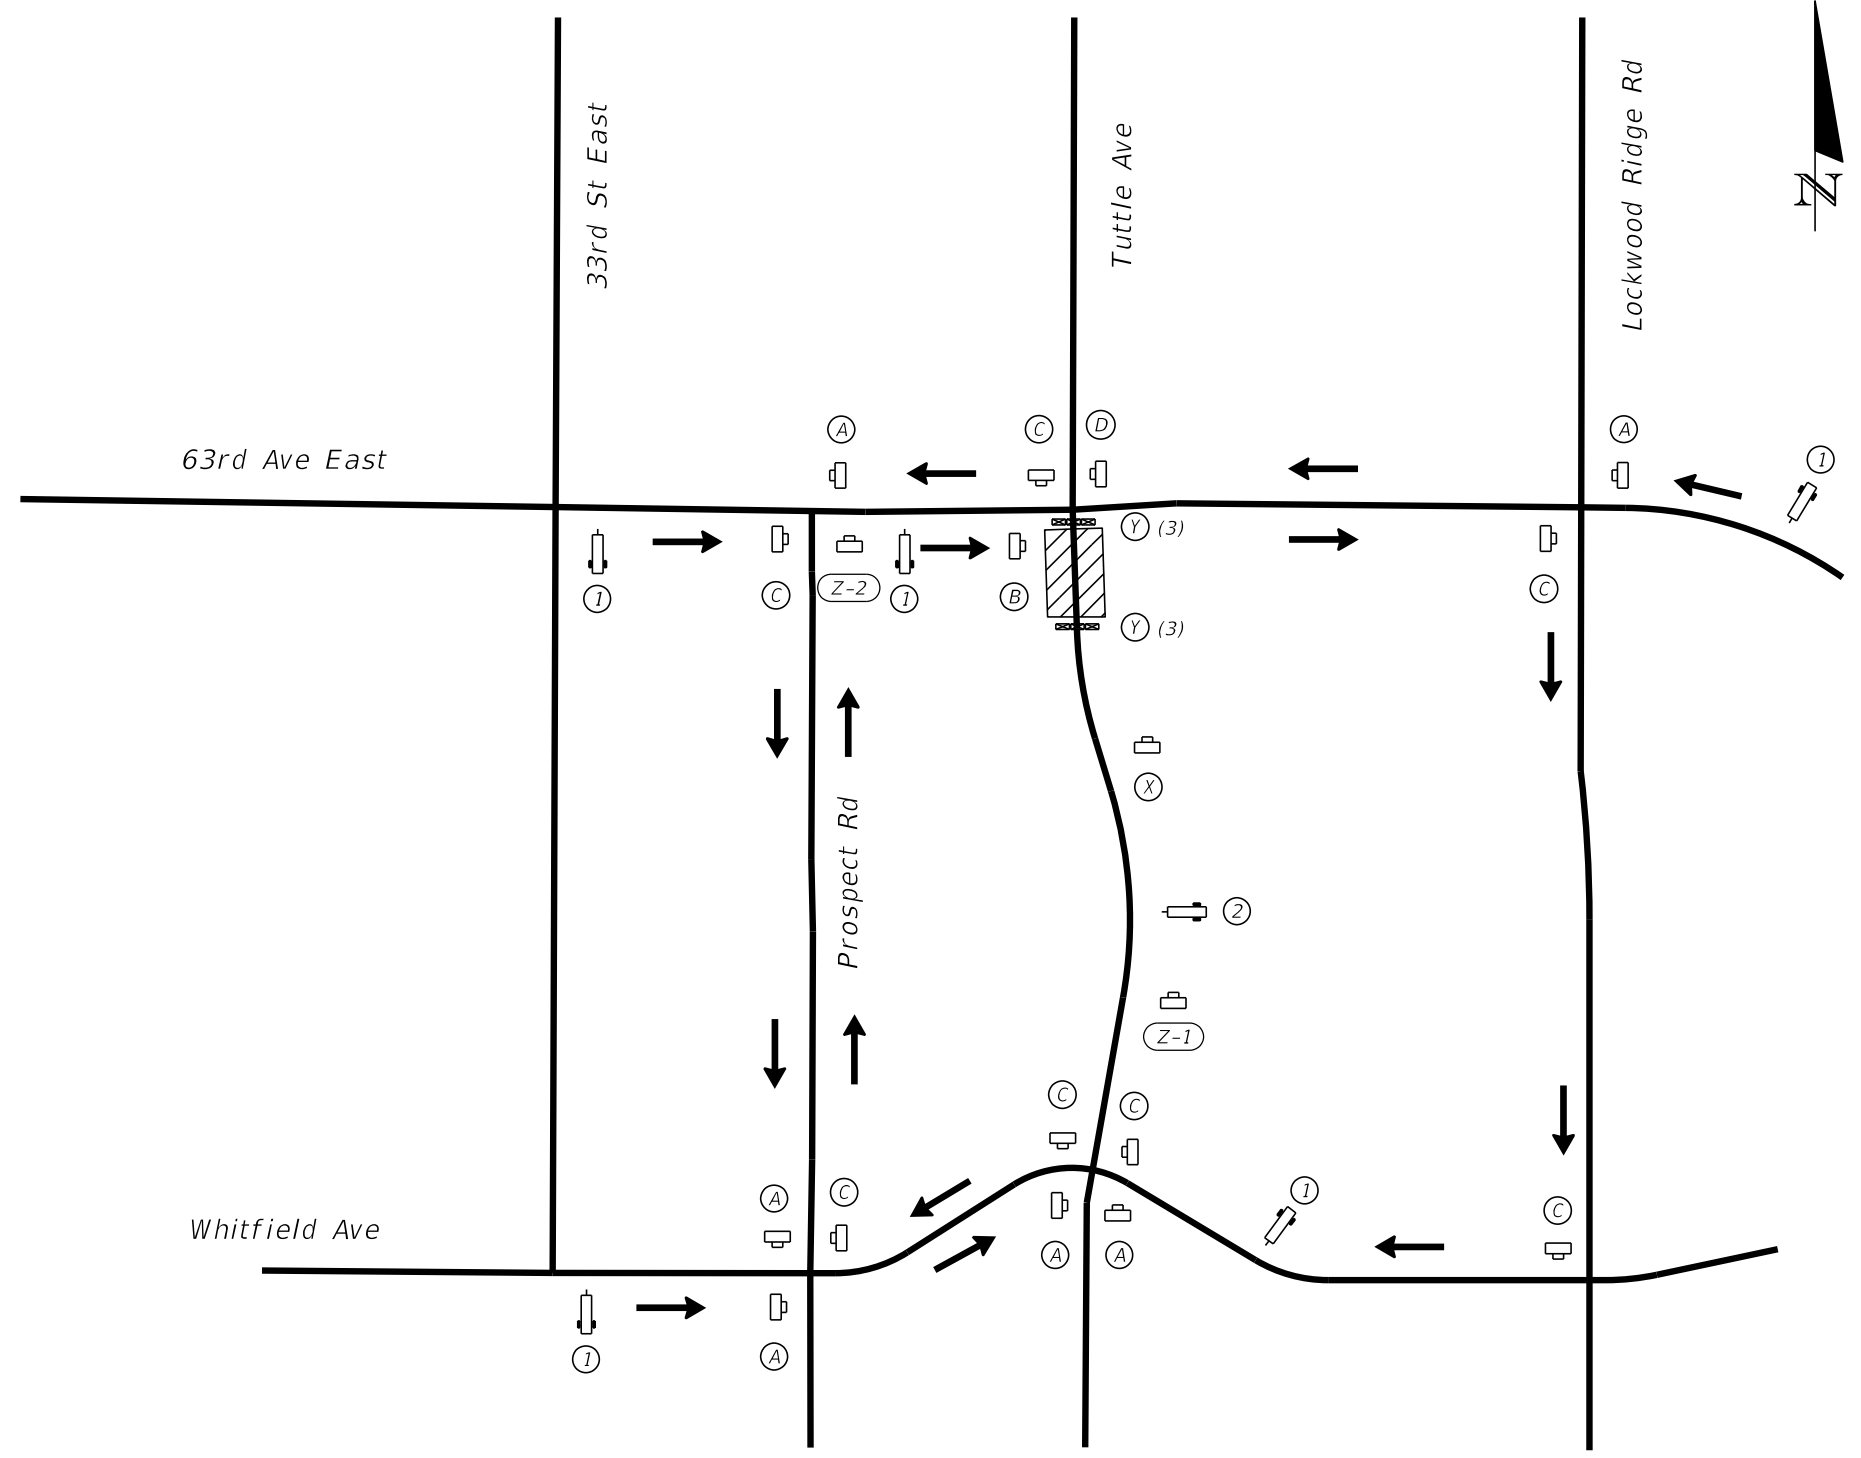 33rd St East
Tuttle Ave
Lockwood Ridge Rd
N
63rd Ave East
A
C
D
A
1
Y (3)
1
C
Z-2
1
B
C
Y (3)
X
Prospect Rd
2
Z-1
C
C
Whitfield Ave
A
C
1
C
A
A
1
A